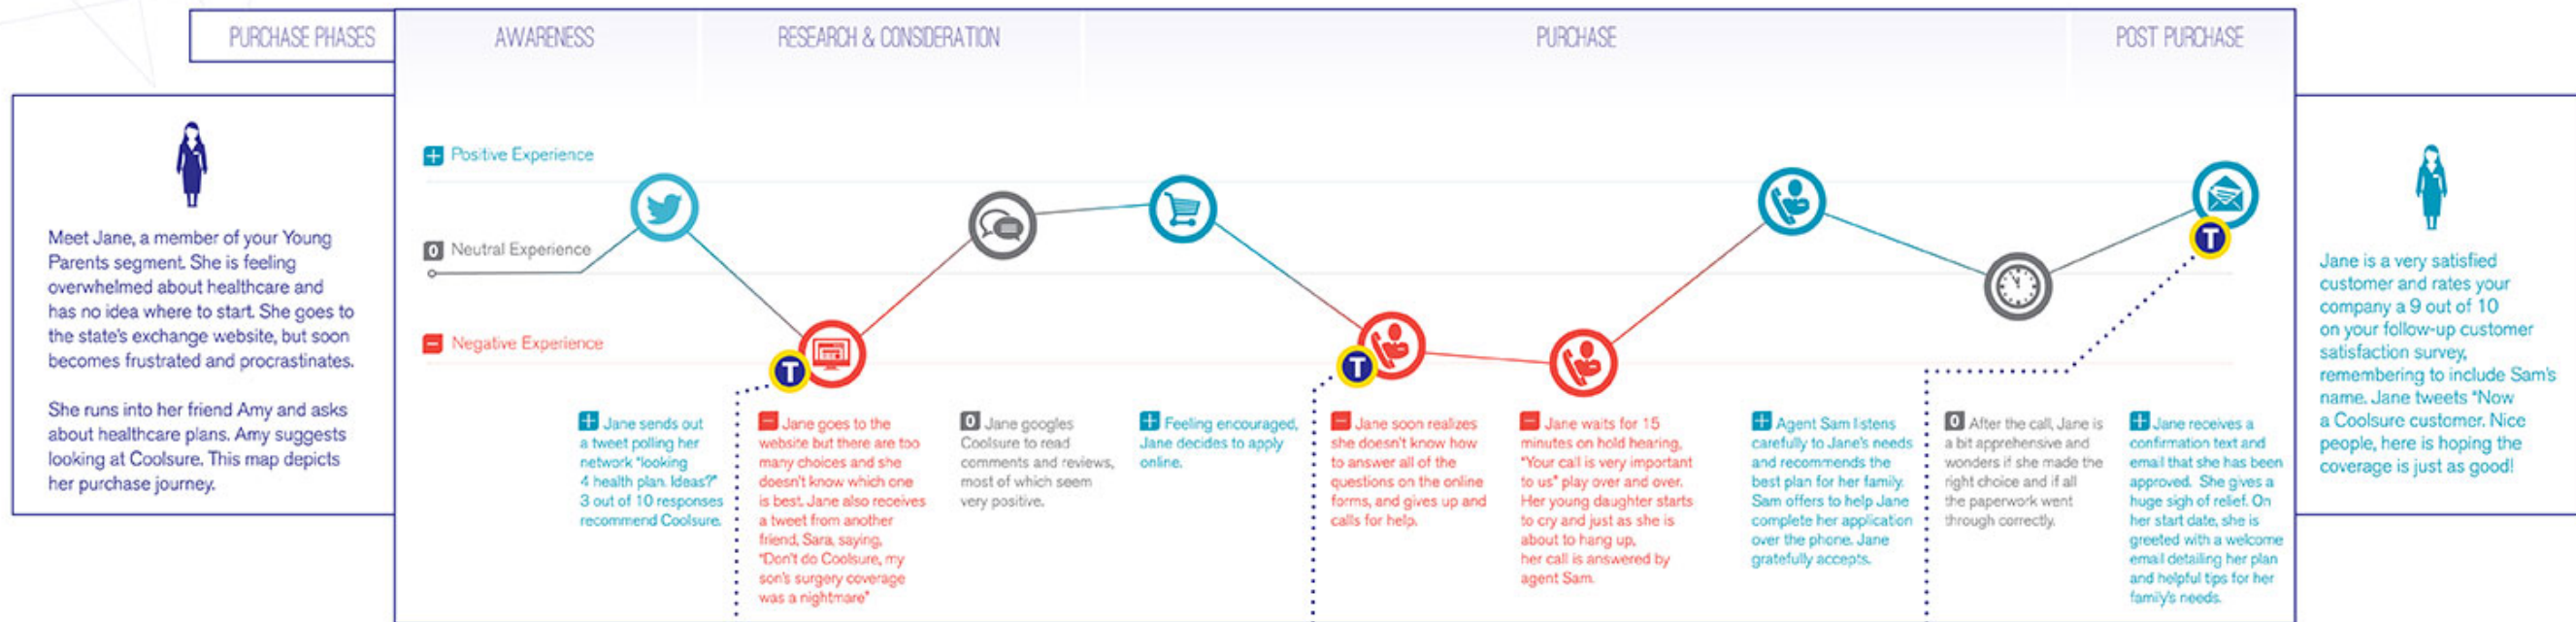 PURCHASE PHASES
AWARENESS
RESEARCH & CONSIDERATION
PURCHASE
POST PURCHASE
Meet Jane, a member of your Young
Parents segment. She is feeling
overwhelmed about healthcare and
has no idea where to start. She goes to
the state's exchange website, but soon
becomes frustrated and procrastinates.
She runs into her friend Amy and asks
about healthcare plans. Amy suggests
looking at Coolsure. This map depicts
her purchase journey.
+ Positive Experience
0 Neutral Experience
− Negative Experience
T
T
T
+ Jane sends out
a tweet polling her
network "looking
4 health plan. Ideas?"
3 out of 10 responses
recommend Coolsure.
− Jane goes to the
website but there are too
many choices and she
doesn't know which one
is best. Jane also receives
a tweet from another
friend, Sara, saying,
"Don't do Coolsure, my
son's surgery coverage
was a nightmare"
0 Jane googles
Coolsure to read
comments and reviews,
most of which seem
very positive.
+ Feeling encouraged,
Jane decides to apply
online.
− Jane soon realizes
she doesn't know how
to answer all of the
questions on the online
forms, and gives up and
calls for help.
− Jane waits for 15
minutes on hold hearing,
"Your call is very important
to us" play over and over.
Her young daughter starts
to cry and just as she is
about to hang up,
her call is answered by
agent Sam.
+ Agent Sam listens
carefully to Jane's needs
and recommends the
best plan for her family.
Sam offers to help Jane
complete her application
over the phone. Jane
gratefully accepts.
0 After the call, Jane is
a bit apprehensive and
wonders if she made the
right choice and if all
the paperwork went
through correctly.
+ Jane receives a
confirmation text and
email that she has been
approved. She gives a
huge sigh of relief. On
her start date, she is
greeted with a welcome
email detailing her plan
and helpful tips for her
family's needs.
Jane is a very satisfied
customer and rates your
company a 9 out of 10
on your follow-up customer
satisfaction survey,
remembering to include Sam's
name. Jane tweets "Now
a Coolsure customer. Nice
people, here is hoping the
coverage is just as good!